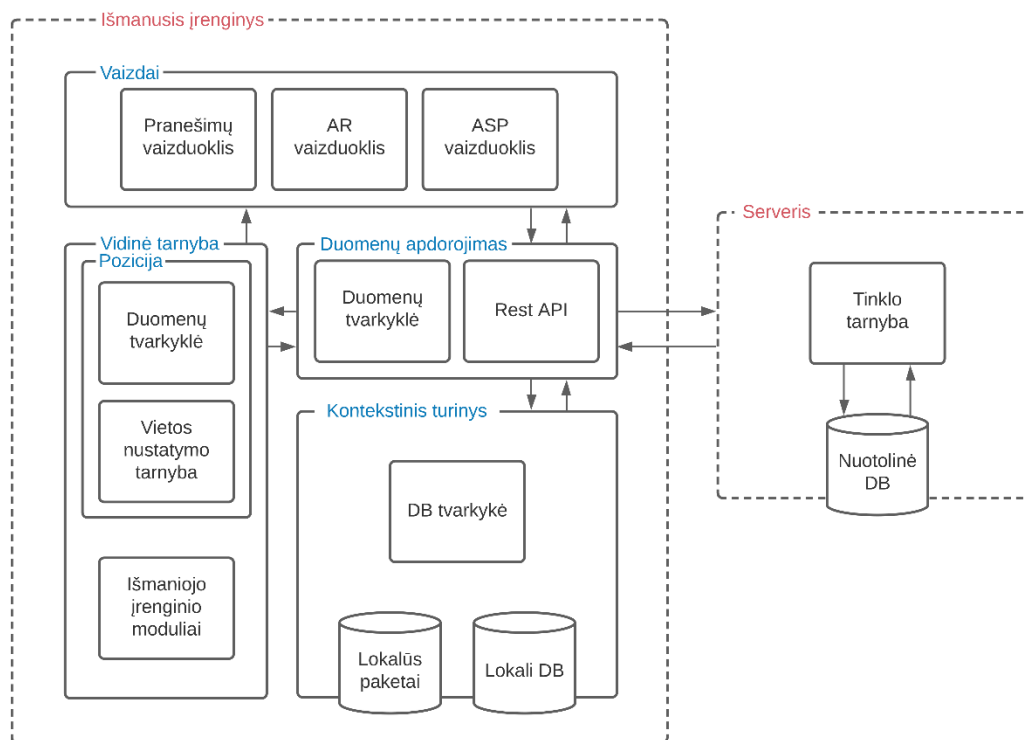 Išmanusis įrenginys
Vaizdai
Pranešimų
vaizduoklis
AR
vaizduoklis
ASP
vaizduoklis
Vidinė tarnyba
Pozicija
Duomenų
tvarkyklė
Vietos
nustatymo
tarnyba
Išmaniojo
įrenginio
moduliai
Duomenų apdorojimas
Duomenų
tvarkyklė
Rest API
Kontekstinis turinys
DB tvarkykė
Lokalūs
paketai
Lokali DB
Serveris
Tinklo
tarnyba
Nuotolinė
DB